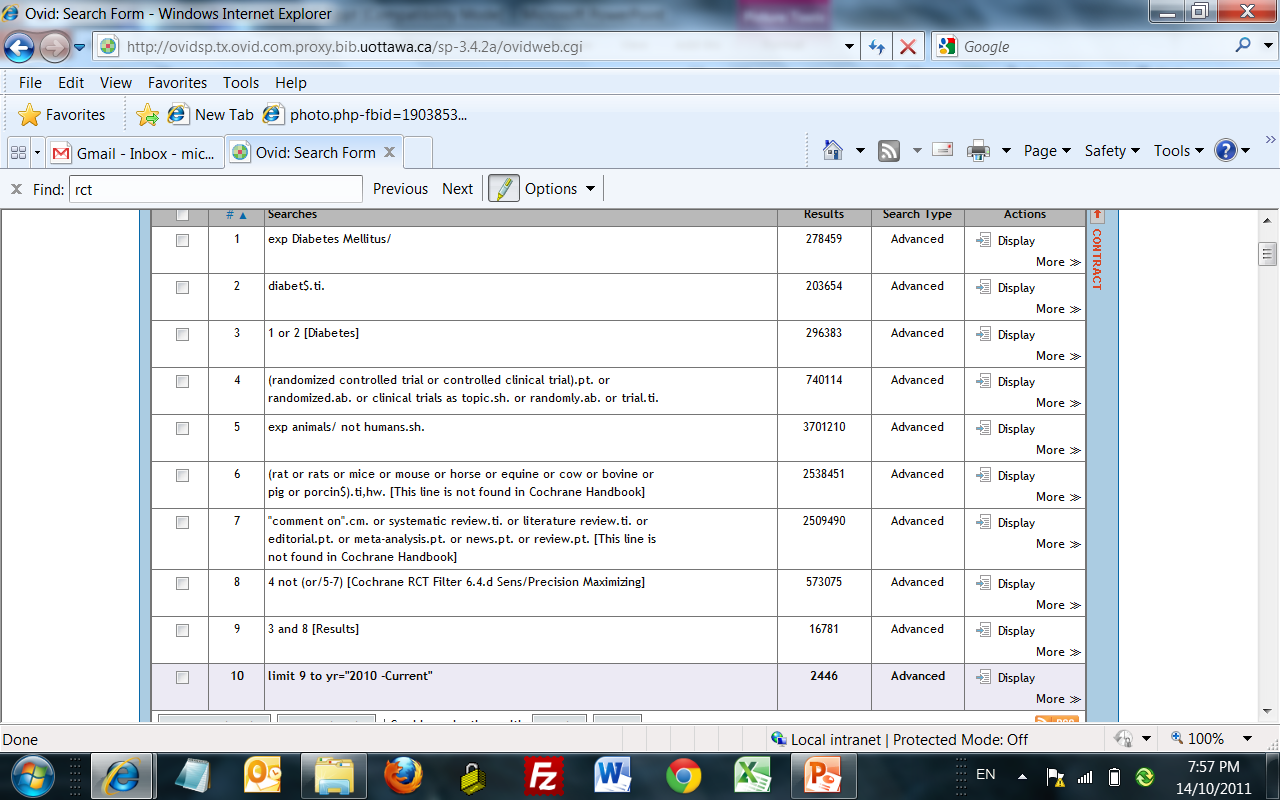 Ovid: Search Form - Windows Internet Explorer
http://ovidsp.tx.ovid.com.proxy.bib.uottawa.ca/sp-3.4.2a/ovidweb.cgi
Google
File Edit View Favorites Tools Help
Favorites New Tab photo.php-fbid=1903853...
Gmail - Inbox - mic... Ovid: Search Form Page Safety Tools
Find: rct Previous Next Options
# Searches Results Search Type Actions
CONTRACT
1 exp Diabetes Mellitus/ 278459 Advanced Display
More ≫
2 diabet$.ti. 203654 Advanced Display
More ≫
3 1 or 2 [Diabetes] 296383 Advanced Display
More ≫
4 (randomized controlled trial or controlled clinical trial).pt. or 740114 Advanced Display
randomized.ab. or clinical trials as topic.sh. or randomly.ab. or trial.ti.
More ≫
5 exp animals/ not humans.sh. 3701210 Advanced Display
More ≫
6 (rat or rats or mice or mouse or horse or equine or cow or bovine or 2538451 Advanced Display
pig or porcin$).ti,hw. [This line is not found in Cochrane Handbook]
More ≫
7 "comment on".cm. or systematic review.ti. or literature review.ti. or 2509490 Advanced Display
editorial.pt. or meta-analysis.pt. or news.pt. or review.pt. [This line is
More ≫
not found in Cochrane Handbook]
8 4 not (or/5-7) [Cochrane RCT Filter 6.4.d Sens/Precision Maximizing] 573075 Advanced Display
More ≫
9 3 and 8 [Results] 16781 Advanced Display
More ≫
10 limit 9 to yr="2010 -Current" 2446 Advanced Display
More ≫
Done Local intranet | Protected Mode: Off 100%
EN 7:57 PM
14/10/2011